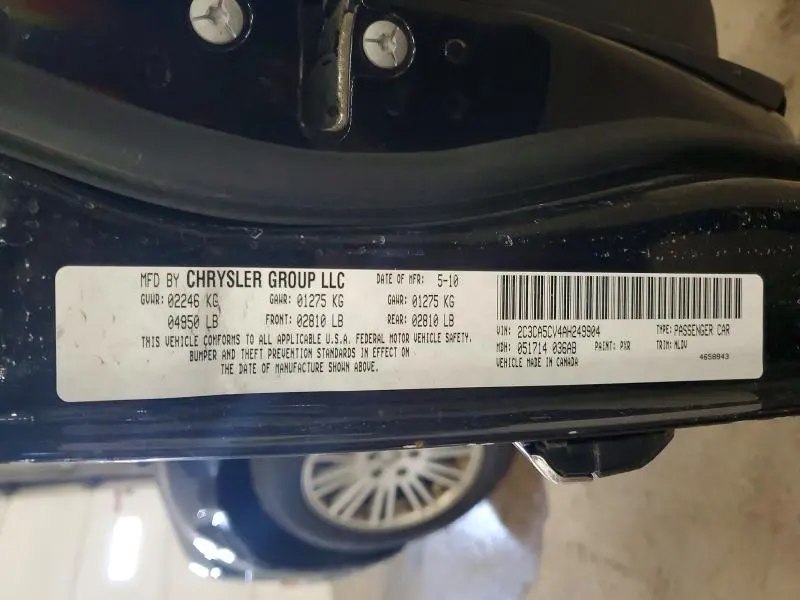 MFD BY CHRYSLER GROUP LLC DATE OF MFR: 5-10
GVWR: 02246 KG GAWR: 01275 KG GAWR: 01275 KG
04950 LB FRONT: 02810 LB REAR: 02810 LB
THIS VEHICLE CONFORMS TO ALL APPLICABLE U.S.A. FEDERAL MOTOR VEHICLE SAFETY,
BUMPER AND THEFT PREVENTION STANDARDS IN EFFECT ON
THE DATE OF MANUFACTURE SHOWN ABOVE.
VIN: 2C3CA5CV4AH249904 TYPE: PASSENGER CAR
MDH: 051714 036AB PAINT: PXR TRIM: NLDV
VEHICLE MADE IN CANADA 4658943